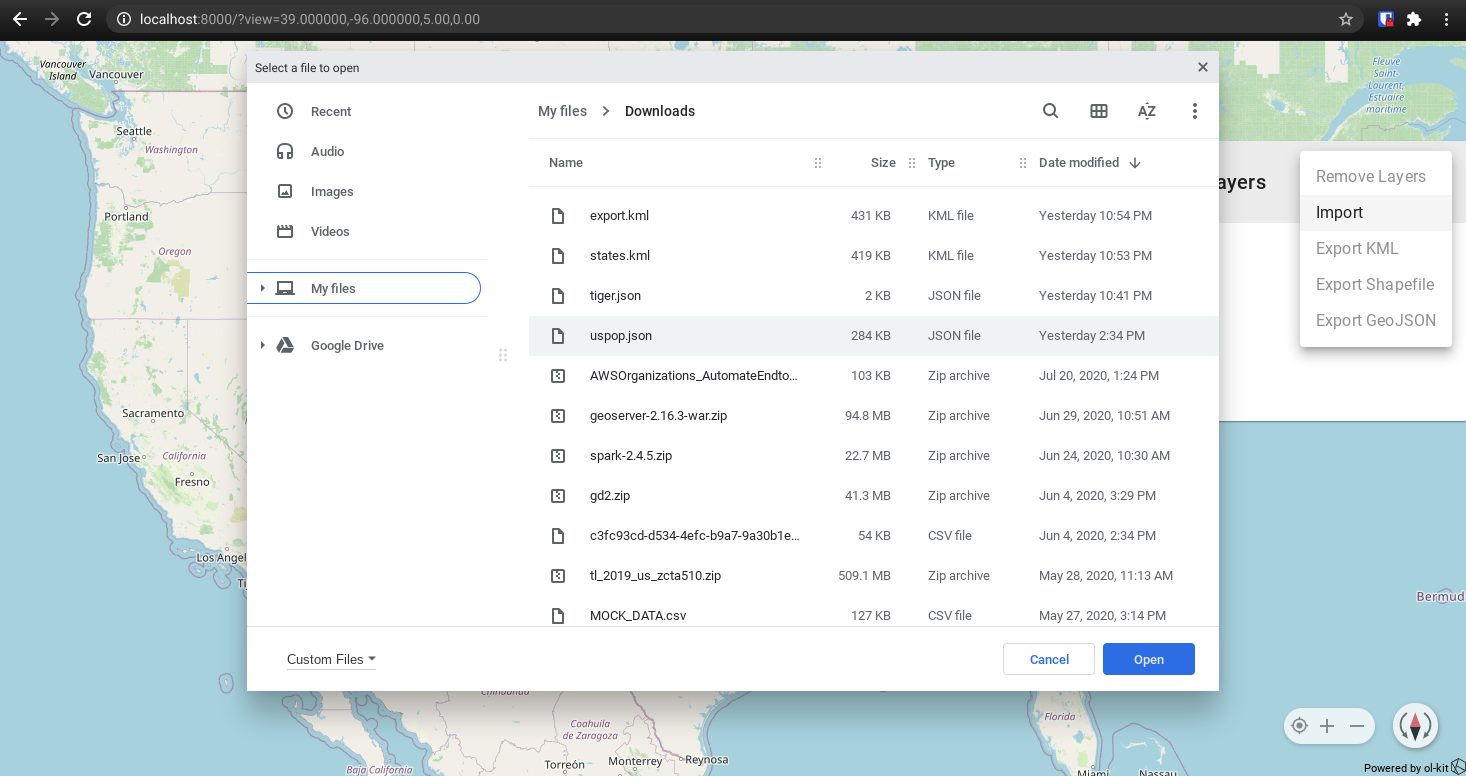 localhost:8000/?view=39.000000,-96.000000,5.00,0.00
Select a file to open
Recent
Audio
Images
Videos
My files
Google Drive
My files > Downloads
AZ
Name Size Type Date modified
export.kml 431 KB KML file Yesterday 10:54 PM
states.kml 419 KB KML file Yesterday 10:53 PM
tiger.json 2 KB JSON file Yesterday 10:41 PM
uspop.json 284 KB JSON file Yesterday 2:34 PM
AWSOrganizations_AutomateEndto... 103 KB Zip archive Jul 20, 2020, 1:24 PM
geoserver-2.16.3-war.zip 94.8 MB Zip archive Jun 29, 2020, 10:51 AM
spark-2.4.5.zip 22.7 MB Zip archive Jun 24, 2020, 10:30 AM
gd2.zip 41.3 MB Zip archive Jun 4, 2020, 3:29 PM
c3fc93cd-d534-4efc-b9a7-9a30b1e... 54 KB CSV file Jun 4, 2020, 2:34 PM
tl_2019_us_zcta510.zip 509.1 MB Zip archive May 28, 2020, 11:13 AM
MOCK_DATA.csv 127 KB CSV file May 27, 2020, 3:14 PM
Custom Files
Cancel
Open
ayers
Remove Layers
Import
Export KML
Export Shapefile
Export GeoJSON
Vancouver
Island
Vancouver
Seattle
Washington
Portland
Oregon
Sacramento
San Jose
California
Fresno
Los Angel
Fleuve
Saint-
Laurent,
Estuaire
maritime
Bermuda
Chihuahua
Coahuila
de Zaragoza
Torreón
Monterrey
Reynosa
Baja California
Florida
Miami
Nassau
Powered by ol-kit